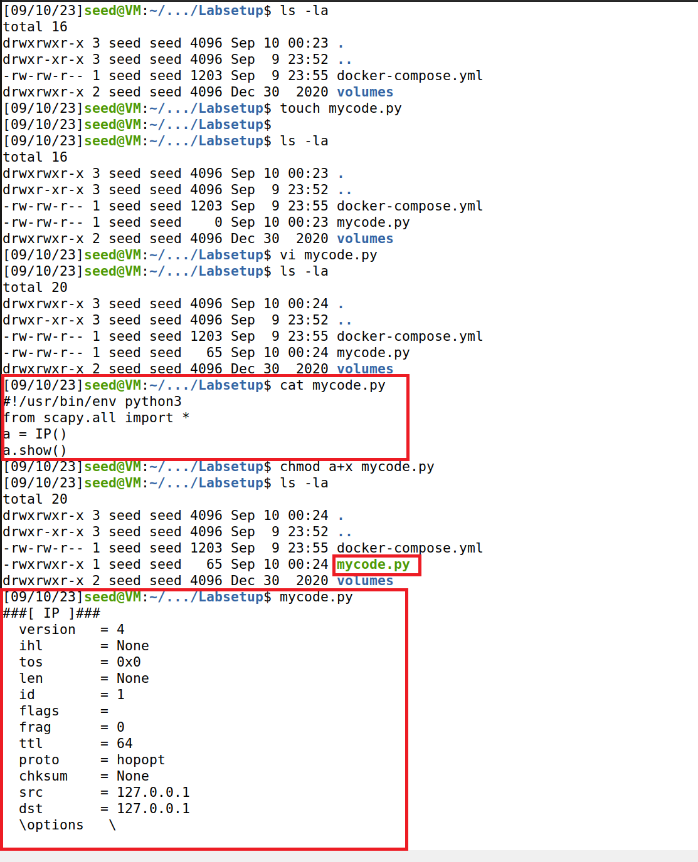 [09/10/23]seed@VM:~/.../Labsetup$ ls -la
total 16
drwxrwxr-x 3 seed seed 4096 Sep 10 00:23 .
drwxr-xr-x 3 seed seed 4096 Sep  9 23:52 ..
-rw-rw-r-- 1 seed seed 1203 Sep  9 23:55 docker-compose.yml
drwxrwxr-x 2 seed seed 4096 Dec 30  2020 volumes
[09/10/23]seed@VM:~/.../Labsetup$ touch mycode.py
[09/10/23]seed@VM:~/.../Labsetup$
[09/10/23]seed@VM:~/.../Labsetup$ ls -la
total 16
drwxrwxr-x 3 seed seed 4096 Sep 10 00:23 .
drwxr-xr-x 3 seed seed 4096 Sep  9 23:52 ..
-rw-rw-r-- 1 seed seed 1203 Sep  9 23:55 docker-compose.yml
-rw-rw-r-- 1 seed seed    0 Sep 10 00:23 mycode.py
drwxrwxr-x 2 seed seed 4096 Dec 30  2020 volumes
[09/10/23]seed@VM:~/.../Labsetup$ vi mycode.py
[09/10/23]seed@VM:~/.../Labsetup$ ls -la
total 20
drwxrwxr-x 3 seed seed 4096 Sep 10 00:24 .
drwxr-xr-x 3 seed seed 4096 Sep  9 23:52 ..
-rw-rw-r-- 1 seed seed 1203 Sep  9 23:55 docker-compose.yml
-rw-rw-r-- 1 seed seed   65 Sep 10 00:24 mycode.py
drwxrwxr-x 2 seed seed 4096 Dec 30  2020 volumes
[09/10/23]seed@VM:~/.../Labsetup$ cat mycode.py
#!/usr/bin/env python3
from scapy.all import *
a = IP()
a.show()
[09/10/23]seed@VM:~/.../Labsetup$ chmod a+x mycode.py
[09/10/23]seed@VM:~/.../Labsetup$ ls -la
total 20
drwxrwxr-x 3 seed seed 4096 Sep 10 00:24 .
drwxr-xr-x 3 seed seed 4096 Sep  9 23:52 ..
-rw-rw-r-- 1 seed seed 1203 Sep  9 23:55 docker-compose.yml
-rwxrwxr-x 1 seed seed   65 Sep 10 00:24 mycode.py
drwxrwxr-x 2 seed seed 4096 Dec 30  2020 volumes
[09/10/23]seed@VM:~/.../Labsetup$ mycode.py
###[ IP ]###
  version   = 4
  ihl       = None
  tos       = 0x0
  len       = None
  id        = 1
  flags     =
  frag      = 0
  ttl       = 64
  proto     = hopopt
  chksum    = None
  src       = 127.0.0.1
  dst       = 127.0.0.1
  \options   \